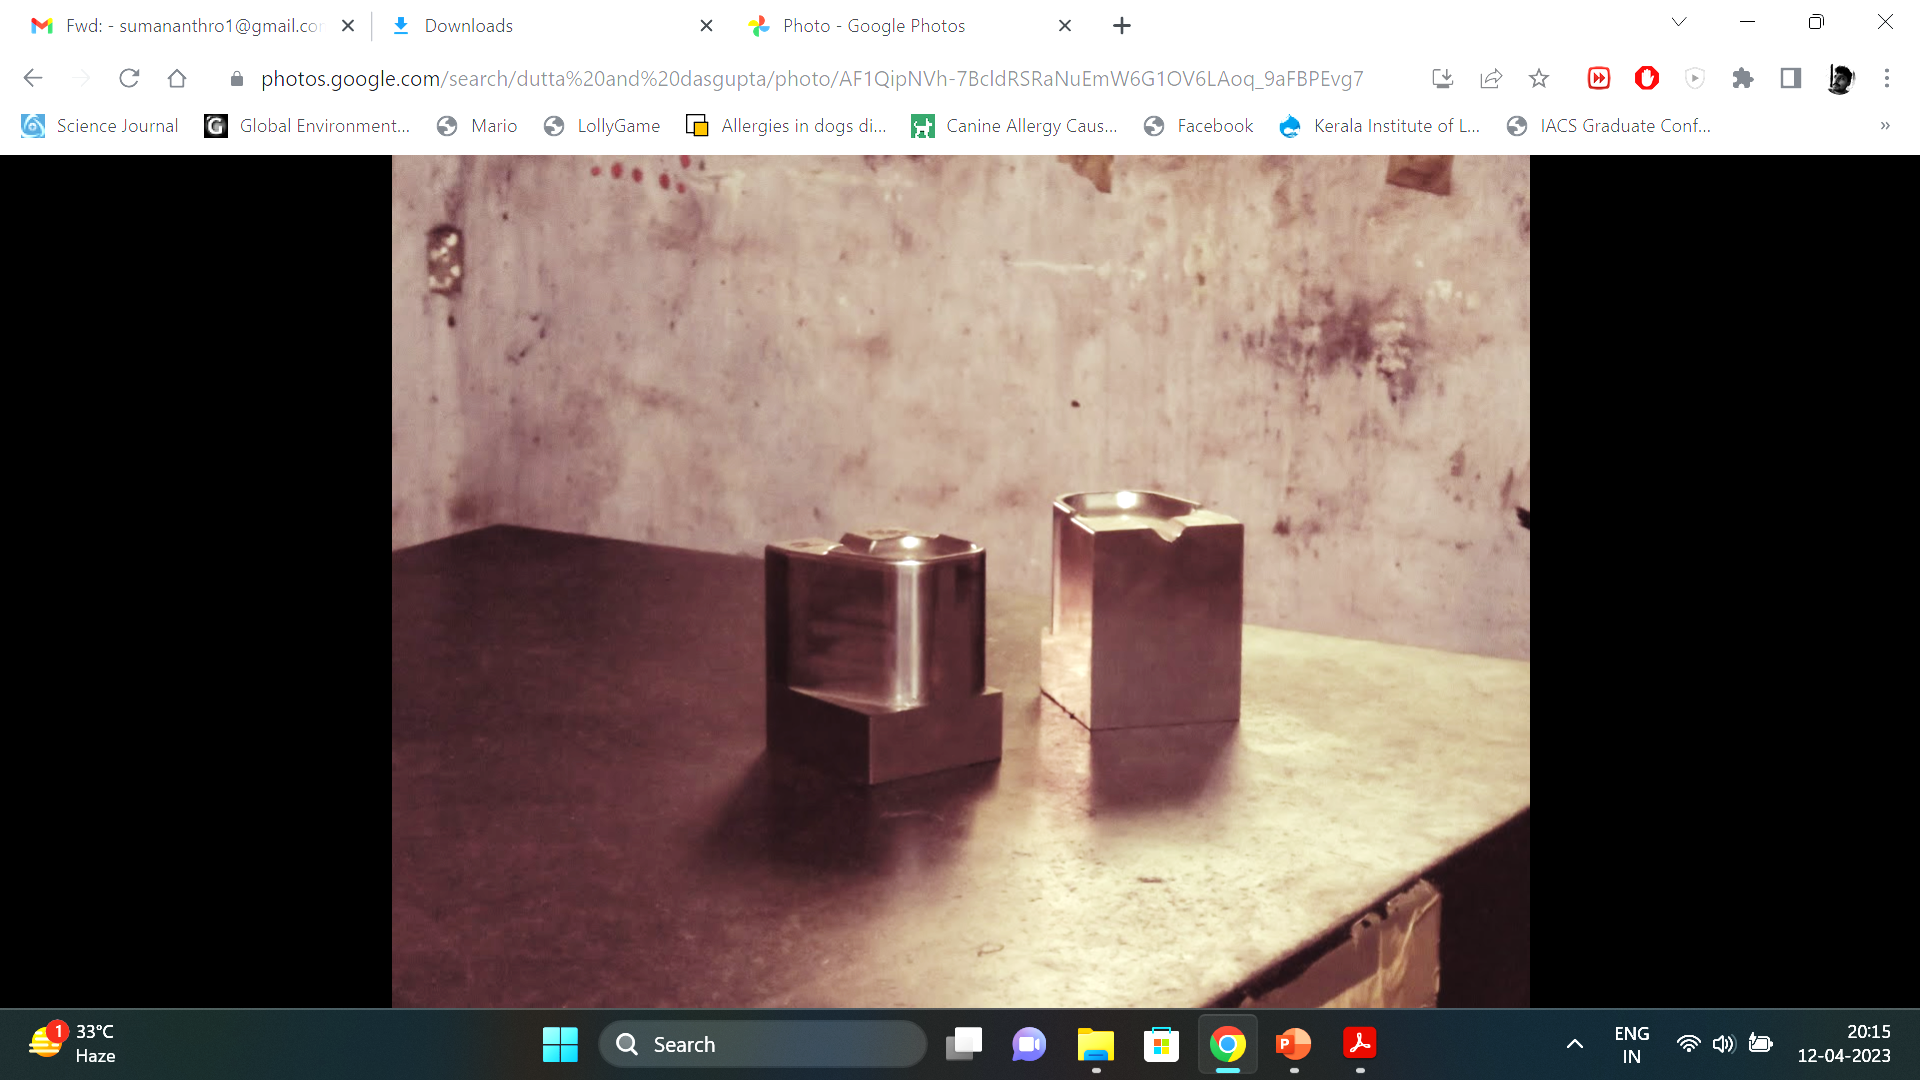 Fwd: - sumananthro1@gmail.co
Downloads
Photo - Google Photos
photos.google.com/search/dutta%20and%20dasgupta/photo/AF1QipNVh-7BcldRSRaNuEmW6G1OV6LAoq_9aFBPEvg7
Science Journal
Global Environment...
Mario
LollyGame
Allergies in dogs di...
Canine Allergy Caus...
Facebook
Kerala Institute of L...
IACS Graduate Conf...
»
1
33°C
Haze
Search
ENG
IN
20:15
12-04-2023